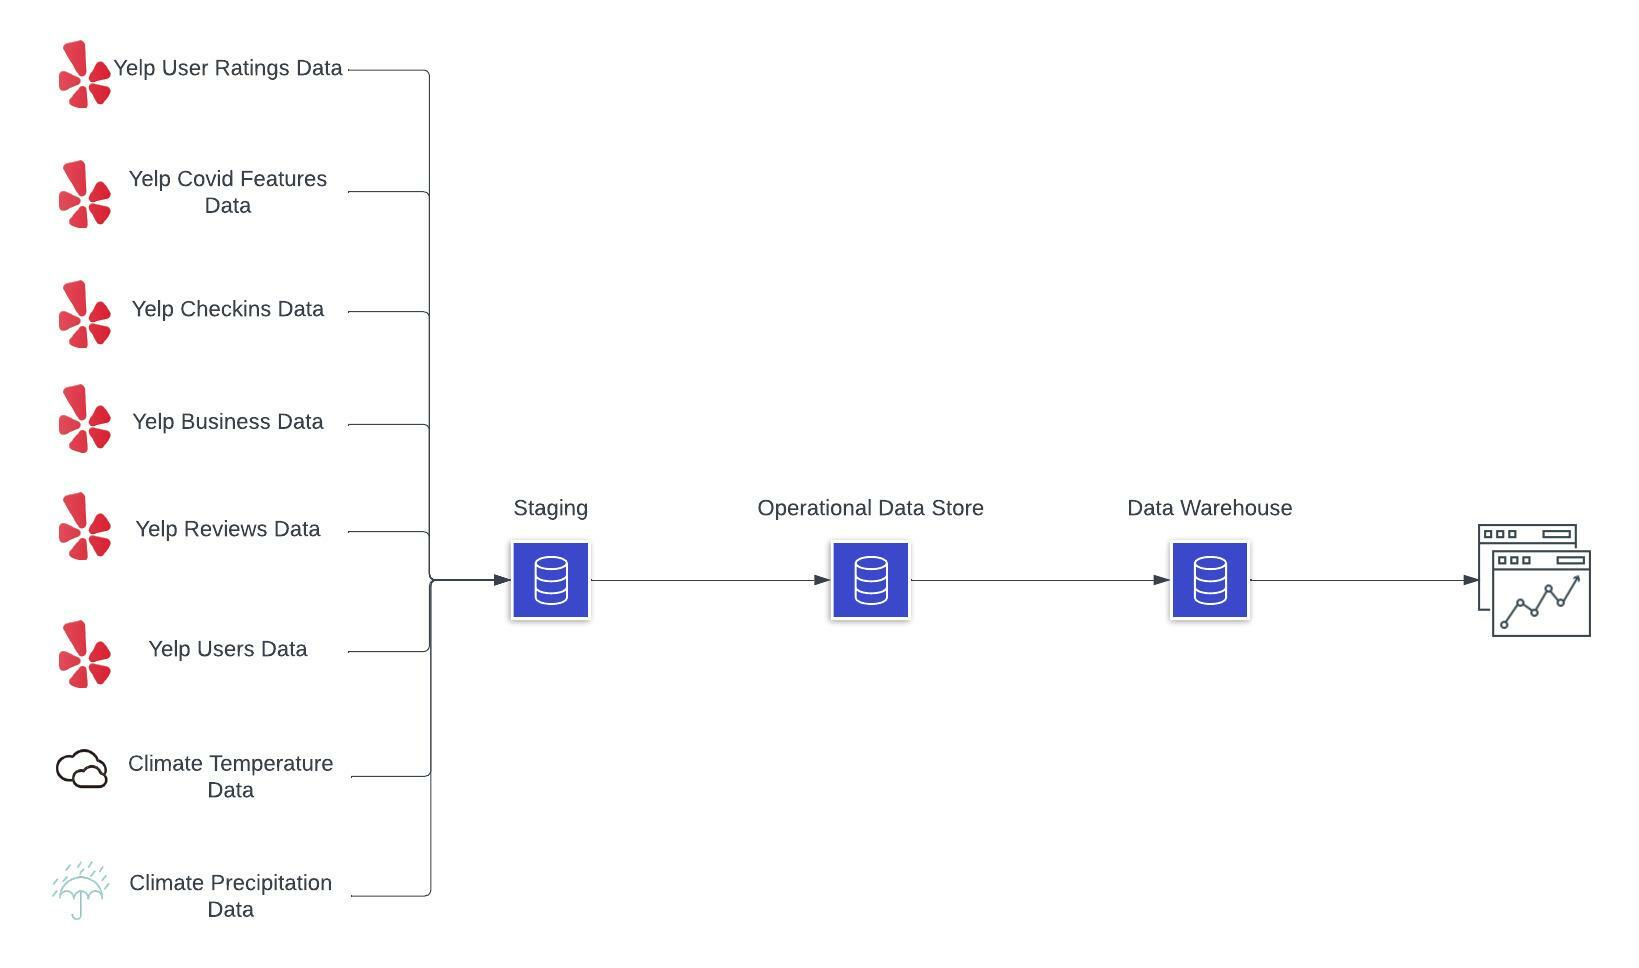 Yelp User Ratings Data
Yelp Covid Features
Data
Yelp Checkins Data
Yelp Business Data
Yelp Reviews Data
Yelp Users Data
Climate Temperature
Data
Climate Precipitation
Data
Staging
Operational Data Store
Data Warehouse